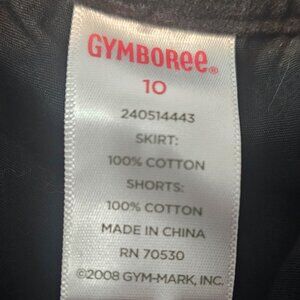 GYMBOREE®
10
240514443
SKIRT:
100% COTTON
SHORTS:
100% COTTON
MADE IN CHINA
RN 70530
©2008 GYM-MARK, INC.